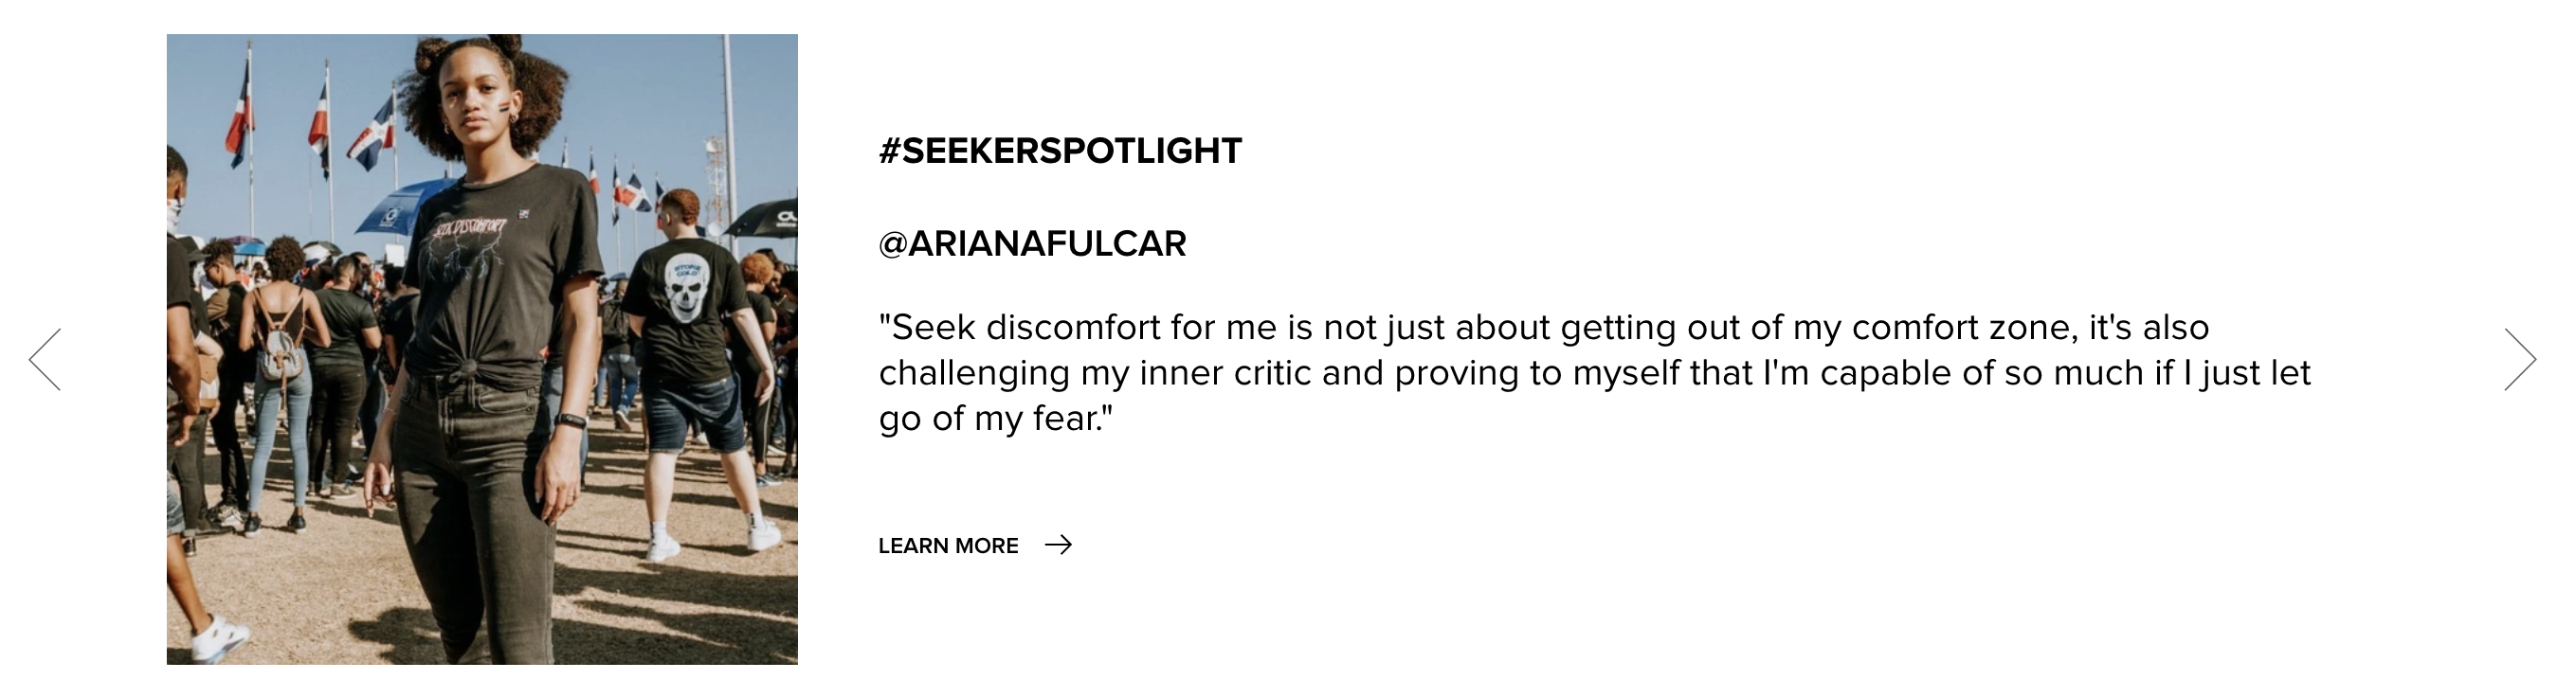 #SEEKERSPOTLIGHT
@ARIANAFULCAR
"Seek discomfort for me is not just about getting out of my comfort zone, it's also
challenging my inner critic and proving to myself that I'm capable of so much if I just let
go of my fear."
LEARN MORE
SEEK DISCOMFORT
STONE
COLD